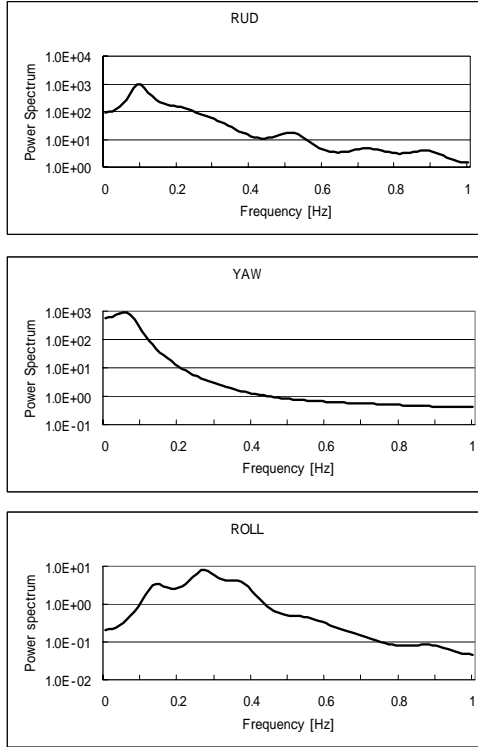 RUD
Power Spectrum
1.0E+04
1.0E+03
1.0E+02
1.0E+01
1.0E+00
0 0.2 0.4 0.6 0.8 1
Frequency [Hz]
YAW
Power Spectrum
1.0E+03
1.0E+02
1.0E+01
1.0E+00
1.0E-01
0 0.2 0.4 0.6 0.8 1
Frequency [Hz]
ROLL
Power spectrum
1.0E+01
1.0E+00
1.0E-01
1.0E-02
0 0.2 0.4 0.6 0.8 1
Frequency [Hz]